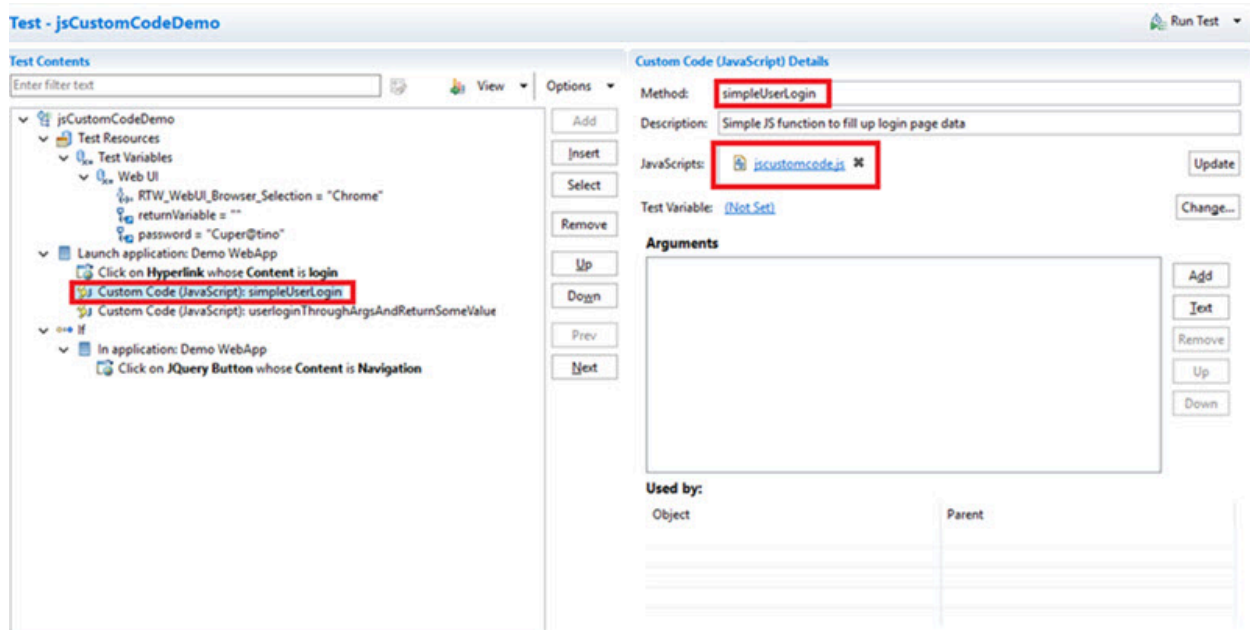 Test - jsCustomCodeDemo
Run Test
Test Contents
Enter filter text
View
Options
jsCustomCodeDemo
Test Resources
Test Variables
Web UI
RTW_WebUI_Browser_Selection = "Chrome"
returnVariable = ""
password = "Cuper@tino"
Launch application: Demo WebApp
Click on Hyperlink whose Content is login
Custom Code (JavaScript): simpleUserLogin
Custom Code (JavaScript): userloginThroughArgsAndReturnSomeValue
If
In application: Demo WebApp
Click on JQuery Button whose Content is Navigation
Add
Insert
Select
Remove
Up
Down
Prev
Next
Custom Code (JavaScript) Details
Method: simpleUserLogin
Description: Simple JS function to fill up login page data
JavaScripts: jscustomcode.js
Update
Test Variable: (Not Set)
Change...
Arguments
Add
Text
Remove
Up
Down
Used by:
Object Parent